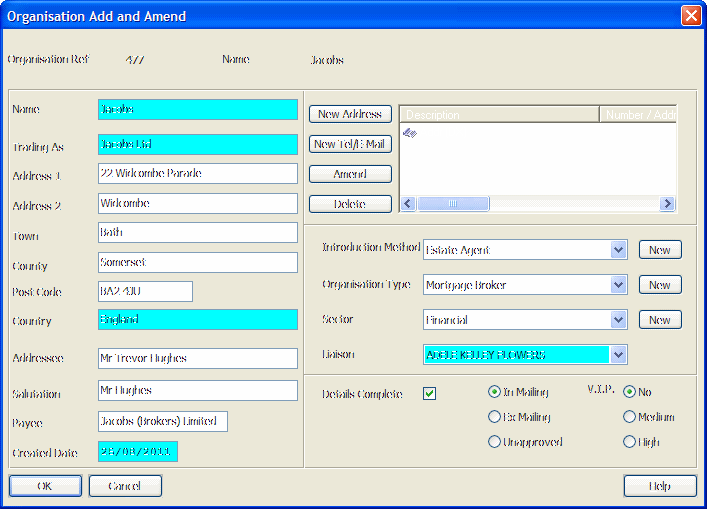 Organisation Add and Amend
Organisation Ref 477 Name Jacobs
Name Jacobs
Trading As Jacobs Ltd
Address 1 22 Widcombe Parade
Address 2 Widcombe
Town Bath
County Somerset
Post Code BA2 4JU
Country England
Addressee Mr Trevor Hughes
Salutation Mr Hughes
Payee Jacobs (Brokers) Limited
Created Date
New Address
New Tel/E-Mail
Amend
Delete
Description Number / Addr
Introduction Method Estate Agent New
Organisation Type Mortgage Broker New
Sector Financial New
Liaison ADELE KELLEY FLOWERS
Details Complete In Mailing V.I.P. No
Ex Mailing Medium
Unapproved High
OK Cancel Help